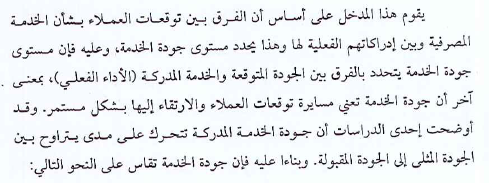 يقوم هذا المدخل على أساس أن الفرق بين توقعات العملاء بشأن الخدمة
المصرفية وبين إدراكاتهم الفعلية لها وهذا يحدد مستوى جودة الخدمة، وعليه فإن مستوى
جودة الخدمة يتحدد بالفرق بين الجودة المتوقعة والخدمة المدركة (الأداء الفعلي)، بمعنى
آخر أن جودة الخدمة تعني مسايرة توقعات العملاء والارتقاء إليها بشكل مستمر. وقد
أوضحت إحدى الدراسات أن جودة الخدمة المدركة تتحرك على مدى يتراوح بين
الجودة المثلى إلى الجودة المقبولة. وبناءا عليه فإن جودة الخدمة تقاس على النحو التالي: